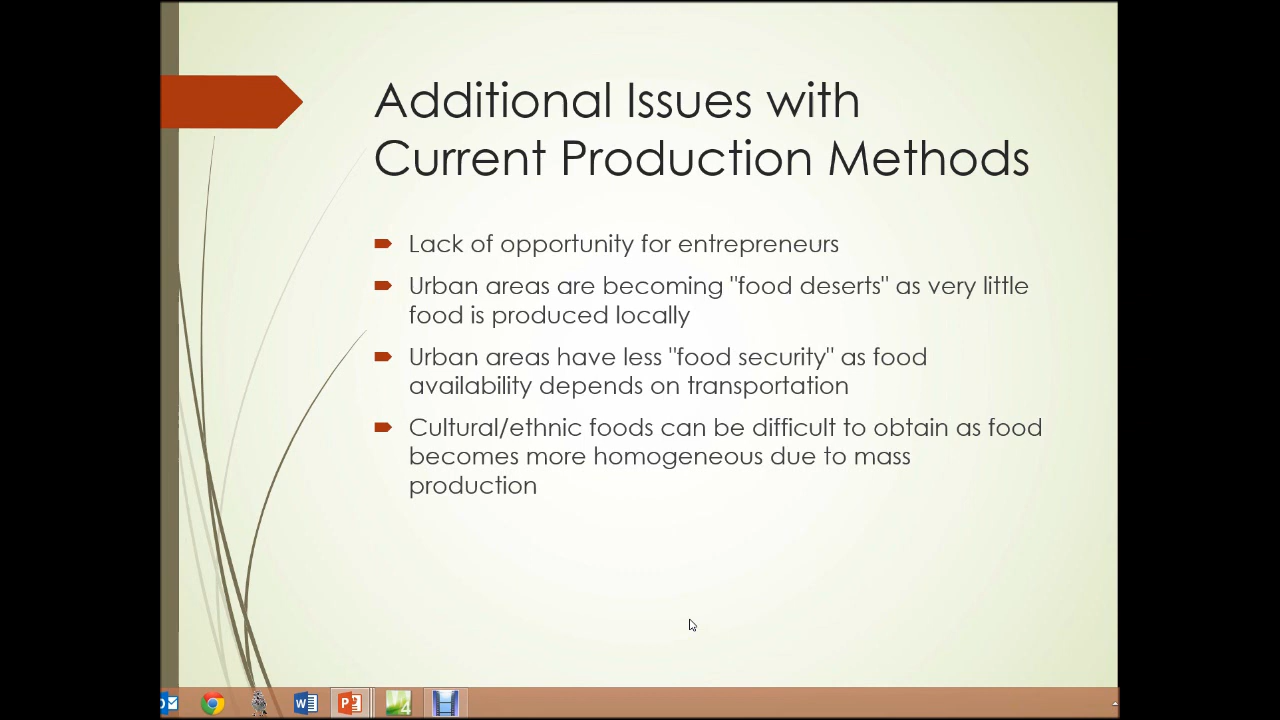 Additional Issues with
Current Production Methods
Lack of opportunity for entrepreneurs
Urban areas are becoming "food deserts" as very little
food is produced locally
Urban areas have less "food security" as food
availability depends on transportation
Cultural/ethnic foods can be difficult to obtain as food
becomes more homogeneous due to mass
production